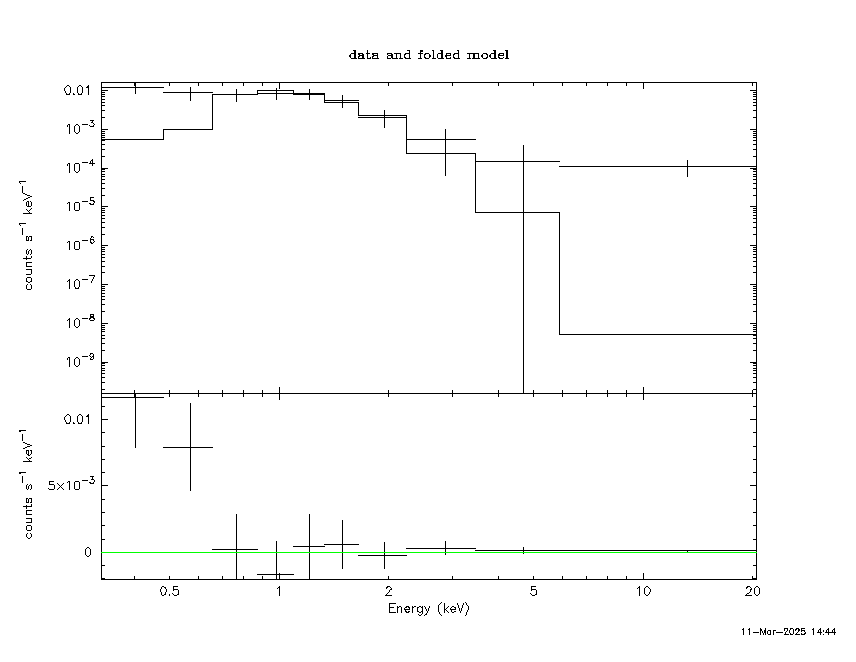 data and folded model
counts s⁻¹ keV⁻¹
0.01
10⁻³
10⁻⁴
10⁻⁵
10⁻⁶
10⁻⁷
10⁻⁸
10⁻⁹
counts s⁻¹ keV⁻¹
0.01
5×10⁻³
0
0.5 1 2 5 10 20
Energy (keV)
11-Mar-2025 14:44